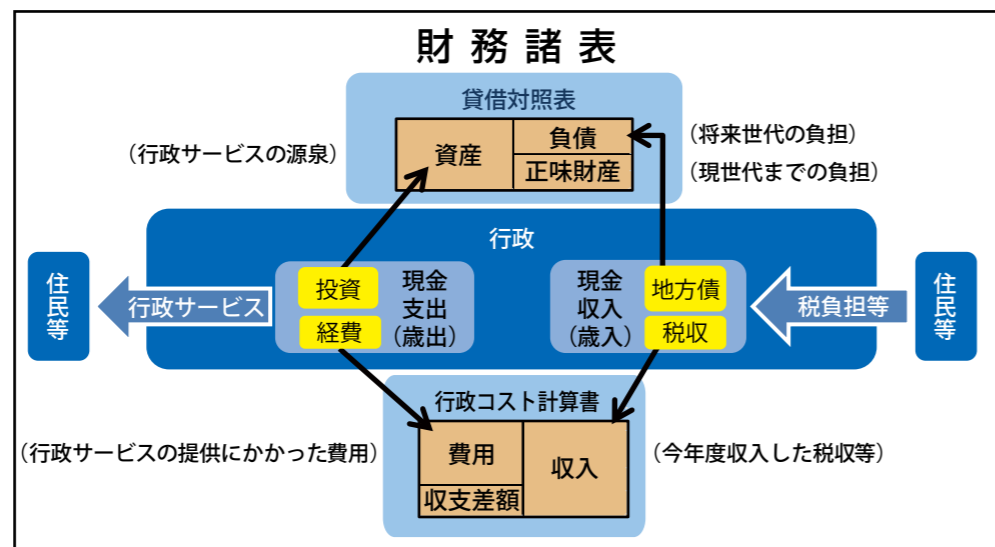 財務諸表
貸借対照表
(行政サービスの源泉)
資産
負債
正味財産
(将来世代の負担)
(現世代までの負担)
行政
住民等
行政サービス
投資
経費
現金
支出
(歳出)
現金
収入
(歳入)
地方債
税収
税負担等
住民等
行政コスト計算書
(行政サービスの提供にかかった費用)
費用
収支差額
収入
(今年度収入した税収等)